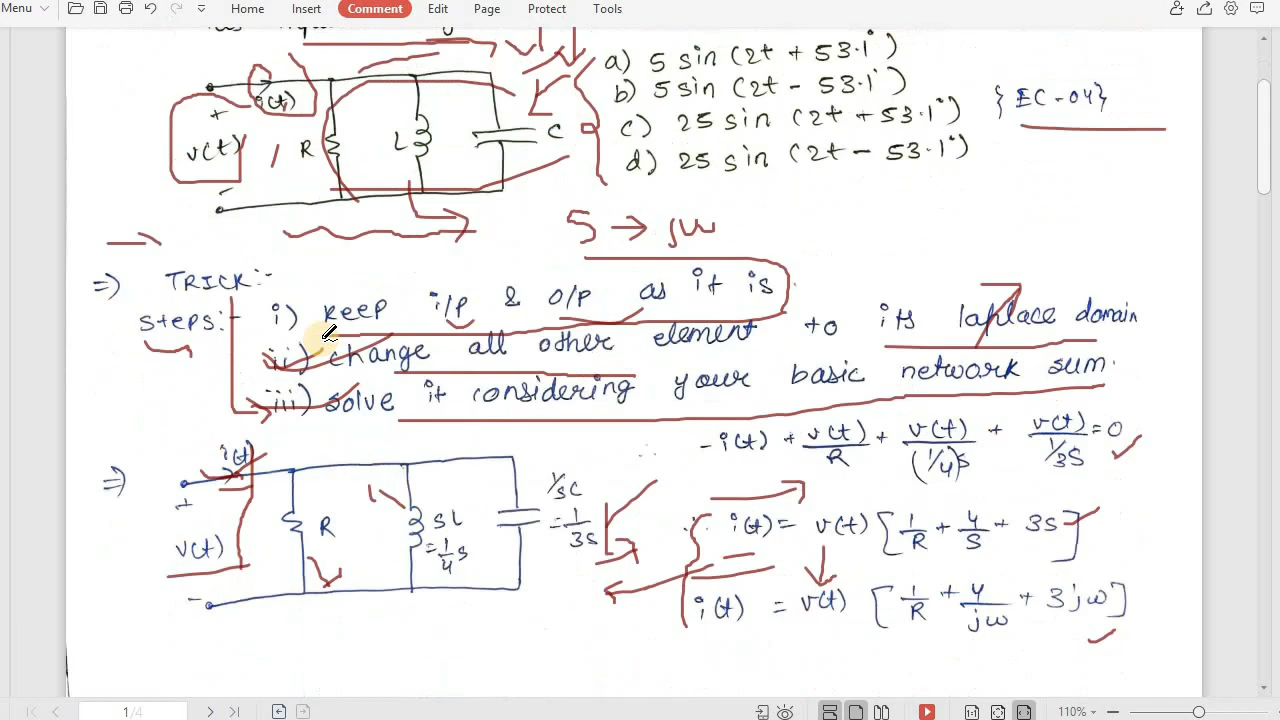 Menu Home Insert Comment Edit Page Protect Tools
a) 5 sin (2t + 53.1°)
b) 5 sin (2t - 53.1°)
c) 25 sin (2t + 53.1°)
d) 25 sin (2t - 53.1°)
{ EC-04}
i(t)
+
v(t)
R
L
C
-
S → jω
⇒ TRICK:-
Steps:- i) keep i/p & o/p as it is.
ii) change all other element to its laplace domain
iii) solve it considering your basic network sum.
∴ -i(t) + v(t)/R + v(t)/(1/4)s + v(t)/1/3s = 0
⇒ i(t)
+
v(t)
R
SL
= 1/4 s
1/sc
= 1/3s
-
∴ i(t) = v(t) [1/R + 4/s + 3s]
i(t) = v(t) [1/R + 4/jω + 3jω]
1/4
110%